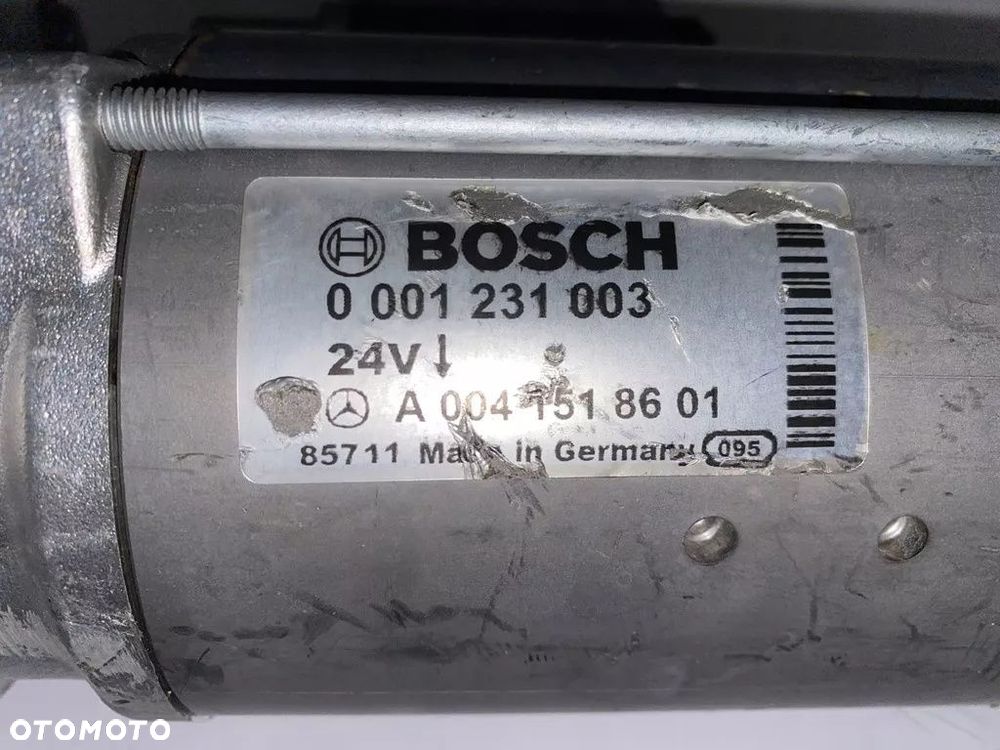 BOSCH
0 001 231 003
24V↓
A 004 151 86 01
85711 Made in Germany 095
OTOMOTO